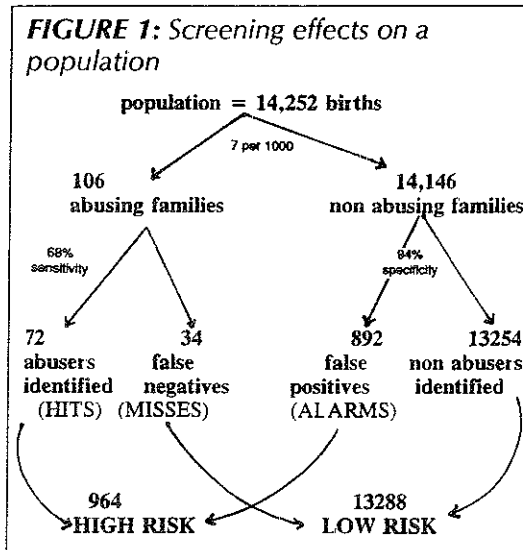 FIGURE 1: Screening effects on a
population
population = 14,252 births
7 per 1000
106
abusing families
14,146
non abusing families
68%
sensitivity
94%
specificity
72
abusers
identified
(HITS)
34
false
negatives
(MISSES)
892
false
positives
(ALARMS)
13254
non abusers
identified
964
HIGH RISK
13288
LOW RISK